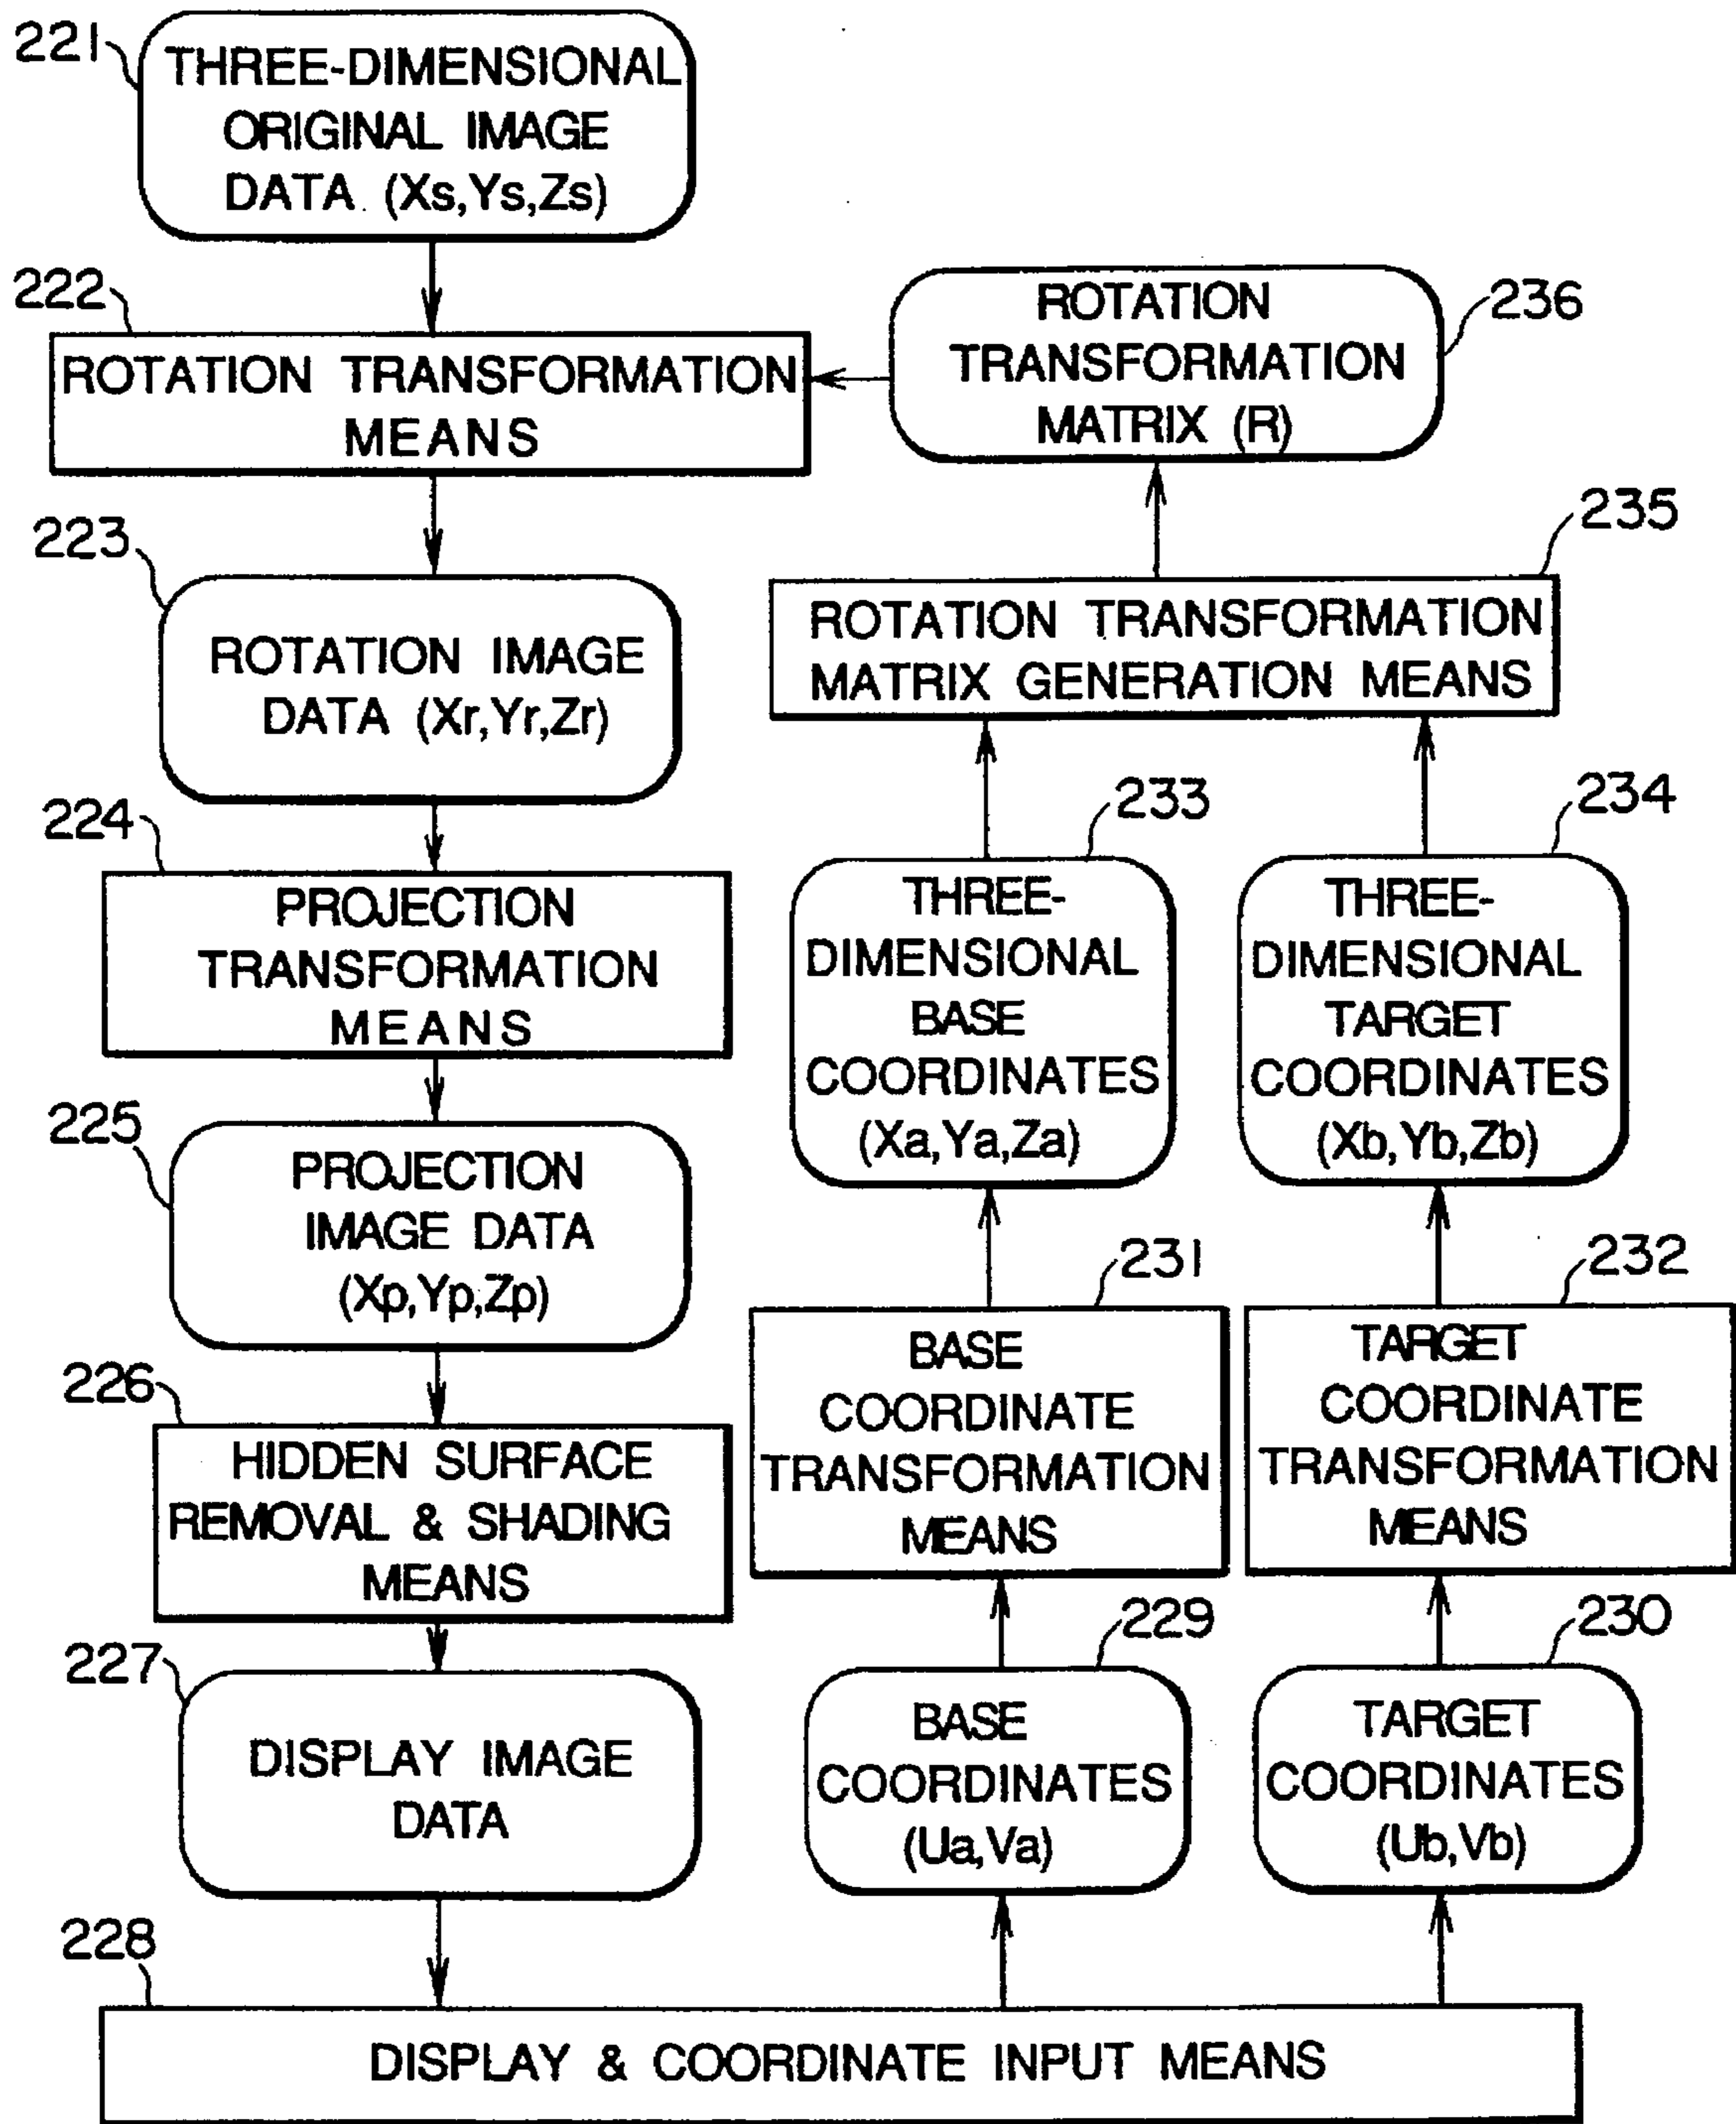 221
THREE-DIMENSIONAL
ORIGINAL IMAGE
DATA (Xs,Ys,Zs)
222
ROTATION TRANSFORMATION
MEANS
236
ROTATION
TRANSFORMATION
MATRIX (R)
223
ROTATION IMAGE
DATA (Xr,Yr,Zr)
235
ROTATION TRANSFORMATION
MATRIX GENERATION MEANS
224
PROJECTION
TRANSFORMATION
MEANS
233
THREE-
DIMENSIONAL
BASE
COORDINATES
(Xa,Ya,Za)
234
THREE-
DIMENSIONAL
TARGET
COORDINATES
(Xb,Yb,Zb)
225
PROJECTION
IMAGE DATA
(Xp,Yp,Zp)
231
BASE
COORDINATE
TRANSFORMATION
MEANS
232
TARGET
COORDINATE
TRANSFORMATION
MEANS
226
HIDDEN SURFACE
REMOVAL & SHADING
MEANS
227
DISPLAY IMAGE
DATA
229
BASE
COORDINATES
(Ua,Va)
230
TARGET
COORDINATES
(Ub,Vb)
228
DISPLAY & COORDINATE INPUT MEANS